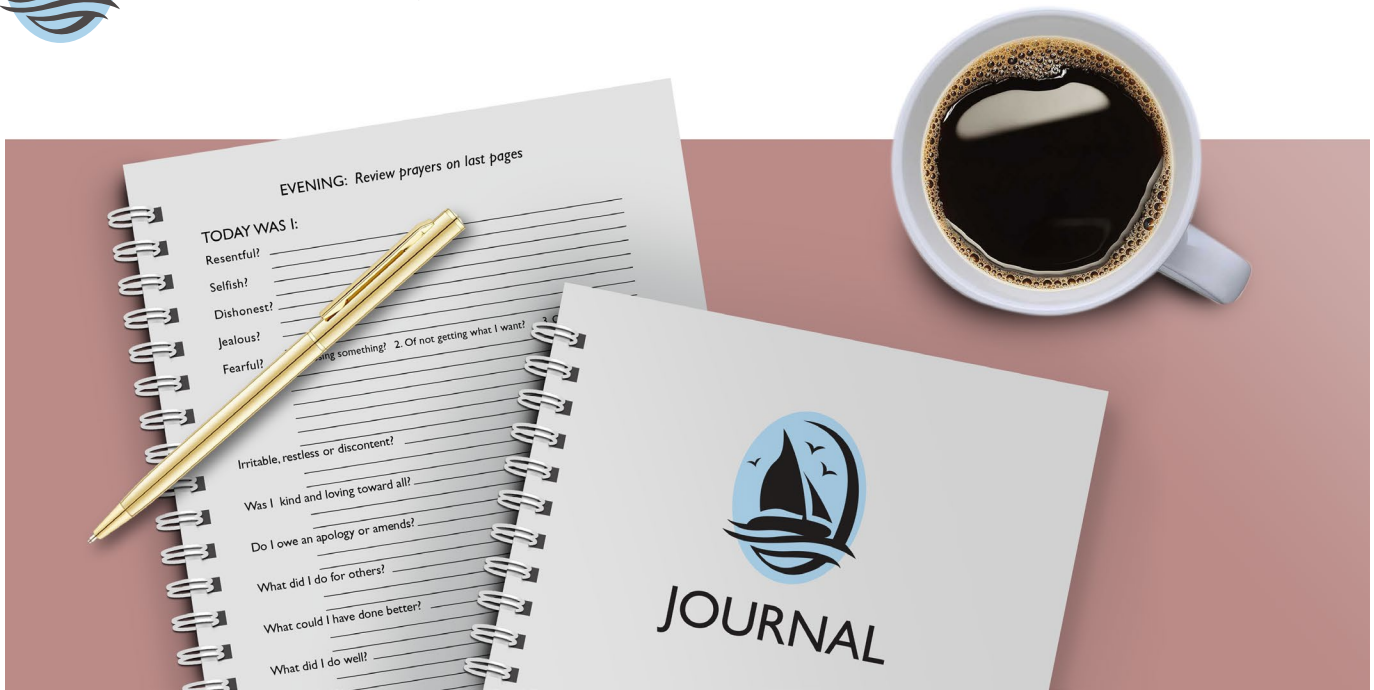 EVENING: Review prayers on last pages
TODAY WAS I:
Resentful?
Selfish?
Dishonest?
Jealous?
Fearful? something? 2. Of not getting what I want? 3.
Irritable, restless or discontent?
Was I kind and loving toward all?
Do I owe an apology or amends?
What did I do for others?
What could I have done better?
What did I do well?
JOURNAL